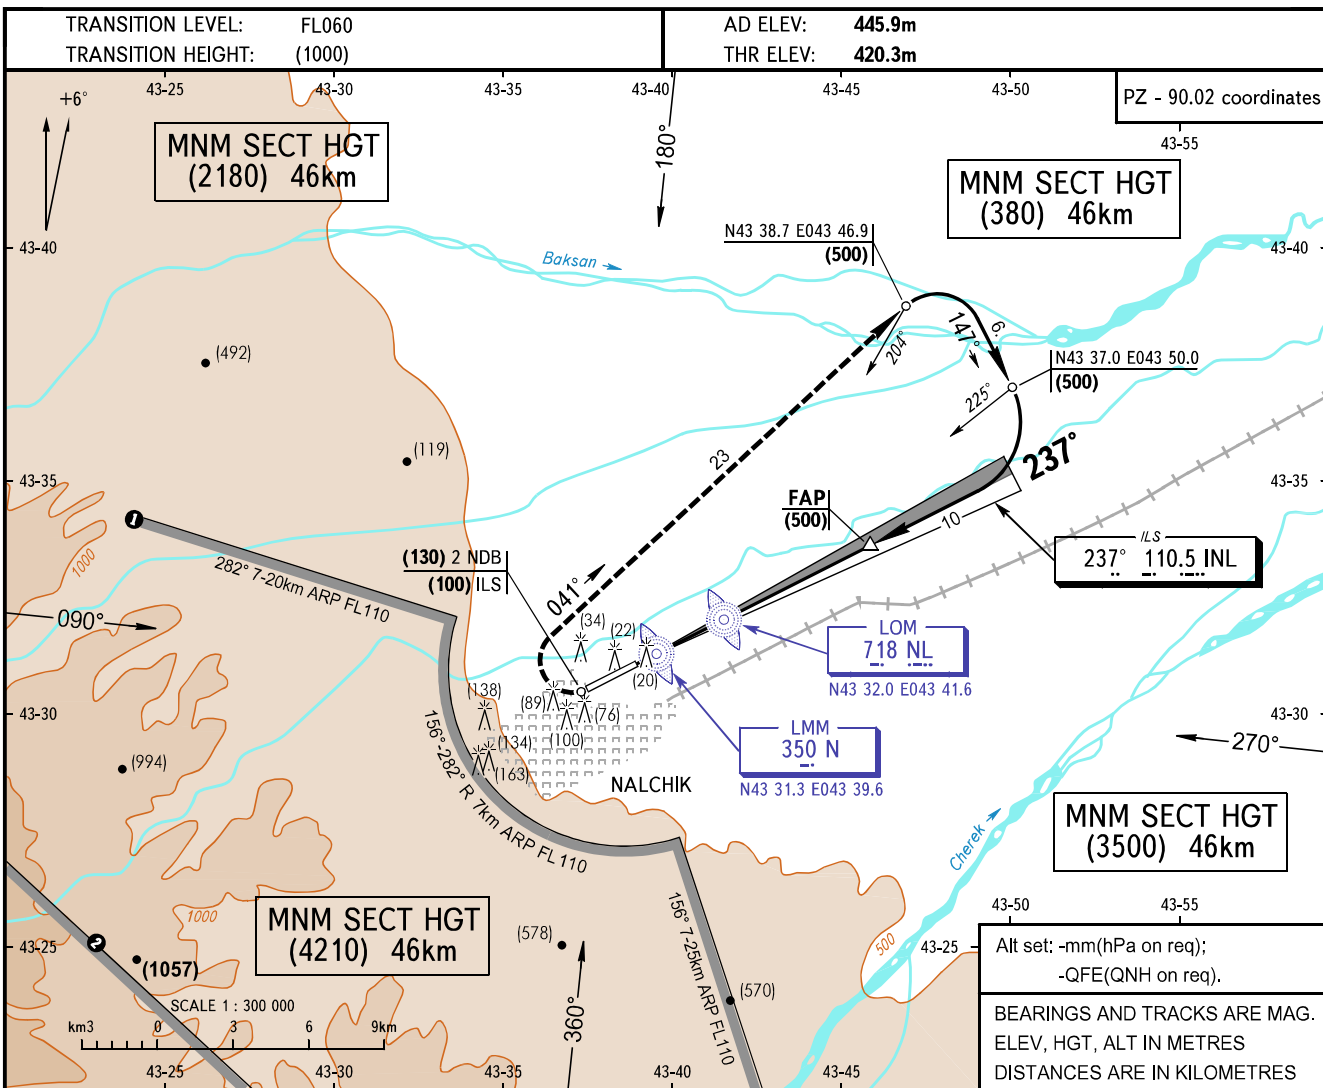 TRANSITION LEVEL: FL060
TRANSITION HEIGHT: (1000)
AD ELEV: 445.9m
THR ELEV: 420.3m
43-25 43-30 43-35 43-40 43-45 43-50
PZ - 90.02 coordinates
+6°
43-55
MNM SECT HGT
(2180) 46km
180°
MNM SECT HGT
(380) 46km
N43 38.7 E043 46.9
(500)
43-40
43-40
Baksan
204°
147°
6.
N43 37.0 E043 50.0
(500)
225°
(492)
(119)
23
237°
43-35
43-35
FAP
(500)
10
1
1000
282° 7-20km ARP FL110
(130) 2 NDB
(100) ILS
ILS
237° 110.5 INL
041°
090°
(34)
(22)
(20)
LOM
718 NL
N43 32.0 E043 41.6
(138)
(89)
(76)
(100)
(134)
(163)
43-30
43-30
LMM
350 N
N43 31.3 E043 39.6
270°
156°-282° R 7km ARP FL110
(994)
NALCHIK
MNM SECT HGT
(3500) 46km
Cherek
1000
MNM SECT HGT
(4210) 46km
156° 7-25km ARP FL110
43-50 43-55
(578)
500
43-25
43-25
2
(1057)
(570)
360°
SCALE 1 : 300 000
km3 0 3 6 9km
43-25 43-30 43-35 43-40 43-45
Alt set: -mm(hPa on req);
-QFE(QNH on req).
BEARINGS AND TRACKS ARE MAG.
ELEV, HGT, ALT IN METRES
DISTANCES ARE IN KILOMETRES